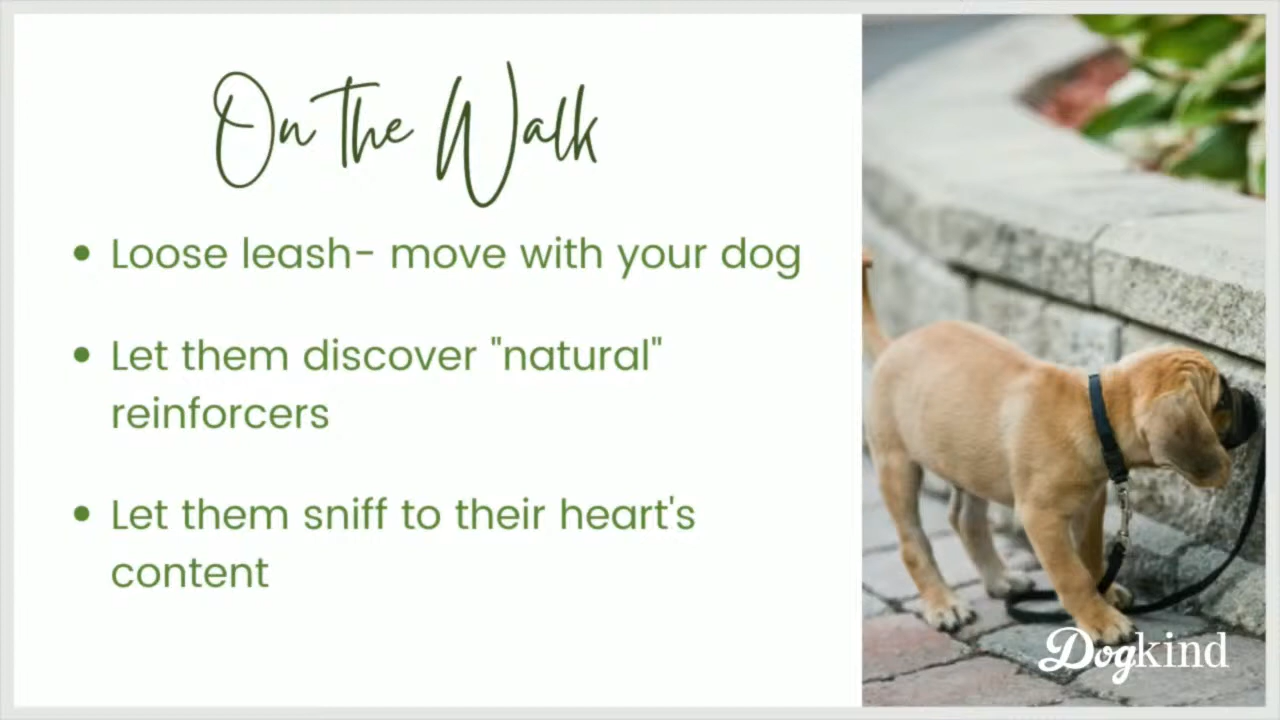 On the Walk
• Loose leash- move with your dog
• Let them discover "natural"
reinforcers
• Let them sniff to their heart's
content
Dogkind